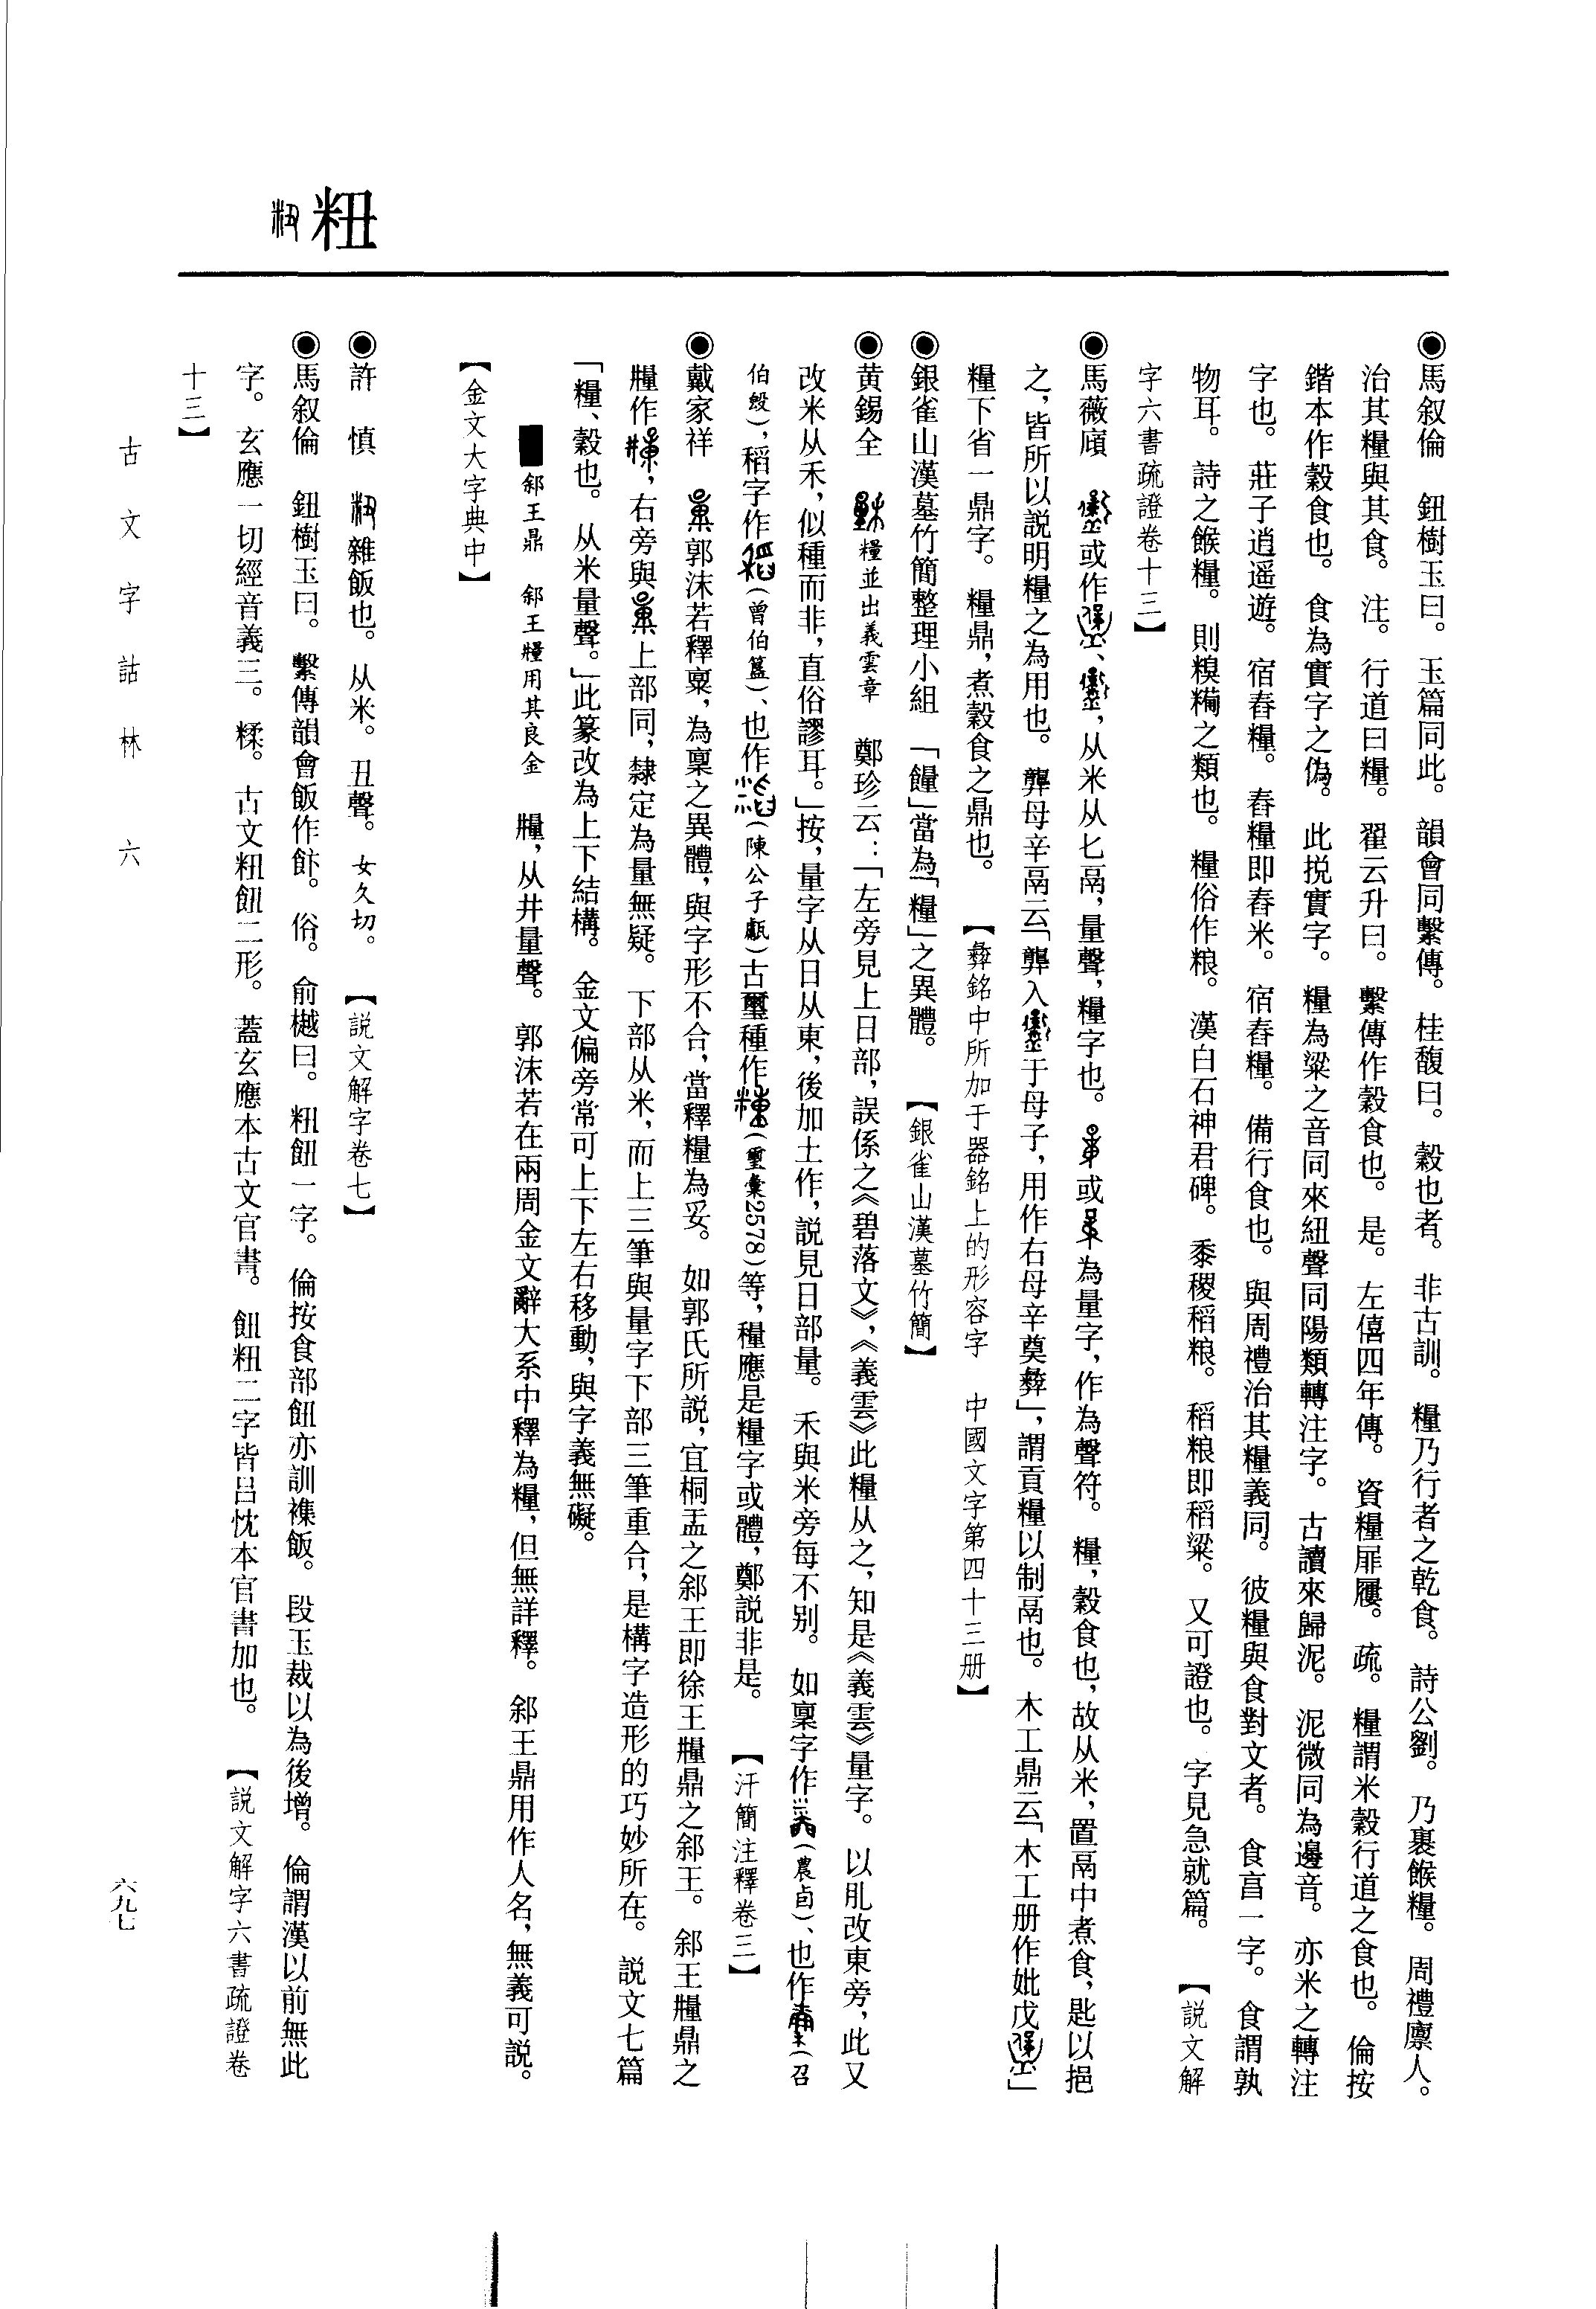 粈
◉馬叙倫　鈕樹玉曰。玉篇同此。韻會同繫傳。桂馥曰。穀也者。非古訓。糧乃行者之乾食。詩公劉。乃裹餱糧。周禮廩人。
治其糧與其食。注。行道曰糧。翟云升曰。繫傳作穀食也。是。左僖四年傳。資糧屝屨。疏。糧謂米穀行道之食也。倫按
鍇本作穀食也。食為實字之偽。此挩實字。糧為粱之音同來紐聲同陽類轉注字。古讀來歸泥。泥微同為邊音。亦米之轉注
字也。莊子逍遥遊。宿舂糧。舂糧即舂米。宿舂糧。備行食也。與周禮治其糧義同。彼糧與食對文者。食亯一字。食謂孰
物耳。詩之餱糧。則糗糒之類也。糧俗作粮。漢白石神君碑。黍稷稻粮。稻粮即稻粱。又可證也。字見急就篇。【説文解
字六書疏證卷十三】
◉馬薇廎　或作、，从米从匕鬲，量聲，糧字也。或為量字，作為聲符。糧，穀食也，故从米，置鬲中煮食，匙以挹
之，皆所以説明糧之為用也。龏母辛鬲云「龏入于母子，用作右母辛奠彝」，謂貢糧以制鬲也。木工鼎云「木工册作妣戊」
糧下省一鼎字。糧鼎，煮穀食之鼎也。【彝銘中所加于器銘上的形容字　中國文字第四十三册】
◉銀雀山漢墓竹簡整理小組　「䭪」當為「糧」之異體。【銀雀山漢墓竹簡】
◉黄錫全　糧並出義雲章　鄭珍云：「左旁見上日部，誤係之《碧落文》，《義雲》此糧从之，知是《義雲》量字。以肍改東旁，此又
改米从禾，似種而非，直俗謬耳。」按，量字从日从東，後加土作，説見日部量。禾與米旁每不别。如稟字作（農卣）、也作（召
伯𣪘），稻字作（曾伯簠）、也作（陳公子甗）古璽種作（璽彙2578）等，穜應是糧字或體，鄭説非是。【汗簡注釋卷三】
◉戴家祥　郭沫若釋稟，為稟之異體，與字形不合，當釋糧為妥。如郭氏所説，宜桐盂之䣄王即徐王糧鼎之䣄王。䣄王糧鼎之
糧作，右旁與上部同，隸定為量無疑。下部从米，而上三筆與量字下部三筆重合，是構字造形的巧妙所在。説文七篇
「糧、穀也。从米量聲。」此篆改為上下結構。金文偏旁常可上下左右移動，與字義無礙。
䣄王鼎　䣄王用其良金　，从井量聲。郭沫若在兩周金文辭大系中釋為糧，但無詳釋。䣄王鼎用作人名，無義可説。
【金文大字典中】
◉許　慎　雜飯也。从米。丑聲。女久切。【説文解字卷七】
◉馬叙倫　鈕樹玉曰。繫傳韻會飯作飰。俗。俞樾曰。粈飿一字。倫按食部飿亦訓襍飯。段玉裁以為後增。倫謂漢以前無此
字。玄應一切經音義三。糅。古文粈飿二形。蓋玄應本古文官書。飿粈二字皆吕忱本官書加也。【説文解字六書疏證卷
十三】
古文字詁林　六
六九七